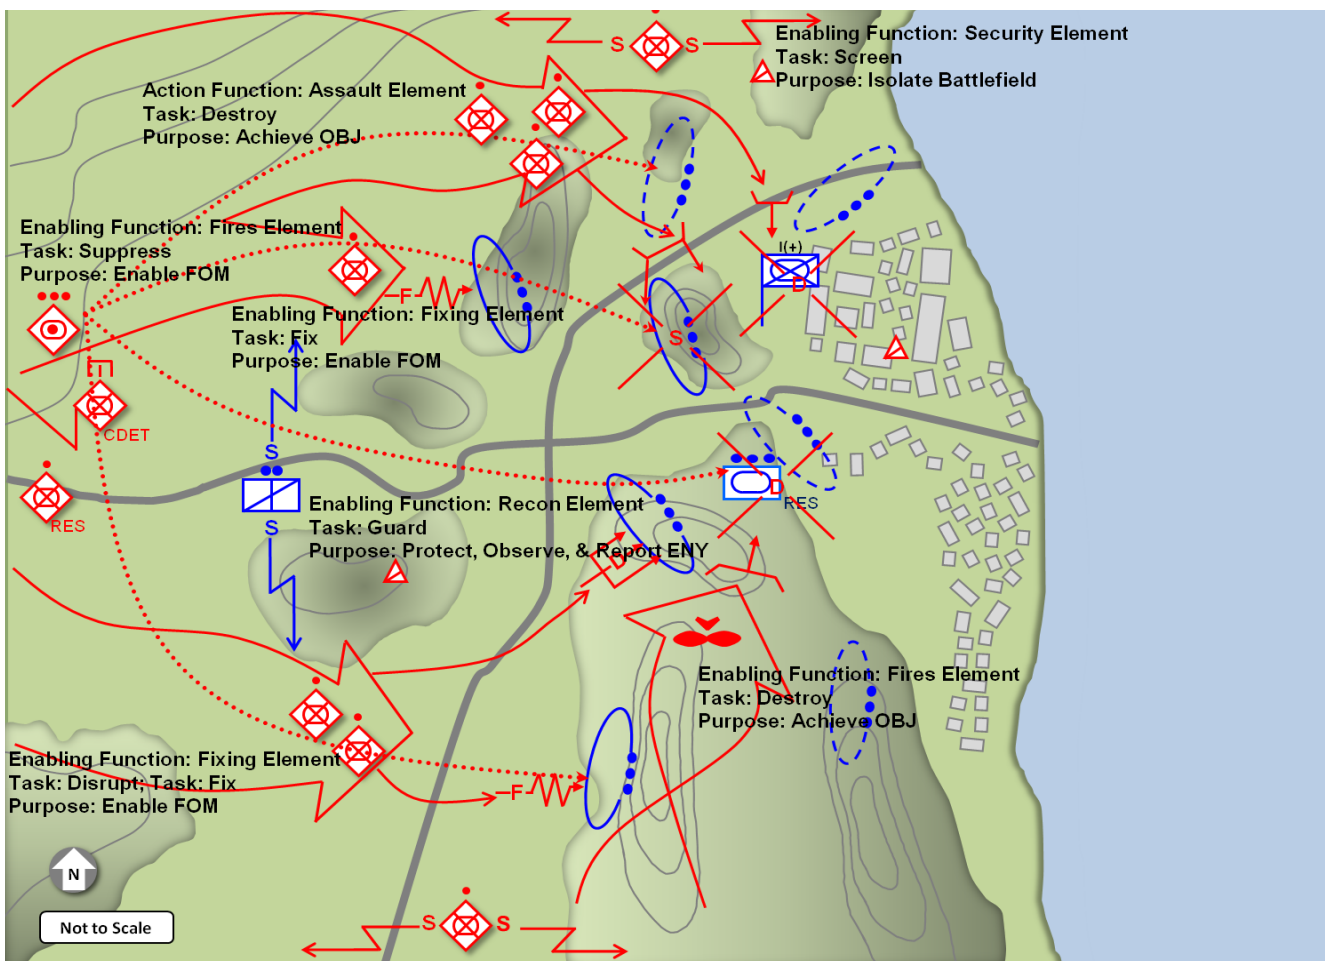 S
S
Enabling Function: Security Element
Task: Screen
Purpose: Isolate Battlefield
Action Function: Assault Element
Task: Destroy
Purpose: Achieve OBJ
Enabling Function: Fires Element
Task: Suppress
Purpose: Enable FOM
I(+)
D
F
Enabling Function: Fixing Element
Task: Fix
Purpose: Enable FOM
S
CDET
S
RES
S
Enabling Function: Recon Element
Task: Guard
Purpose: Protect, Observe, & Report ENY
D
RES
D
Enabling Function: Fires Element
Task: Destroy
Purpose: Achieve OBJ
Enabling Function: Fixing Element
Task: Disrupt; Task: Fix
Purpose: Enable FOM
F
N
Not to Scale
S
S